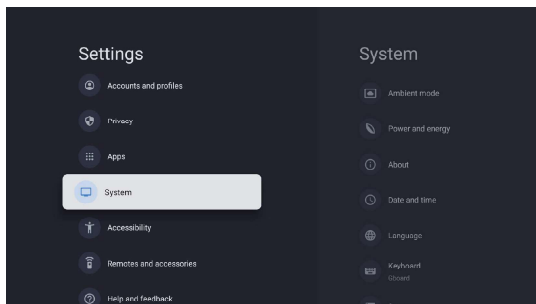 Settings
Accounts and profiles
Privacy
Apps
System
Accessibility
Remotes and accessories
Help and feedback
System
Ambient mode
Power and energy
About
Date and time
Language
Keyboard
Gboard